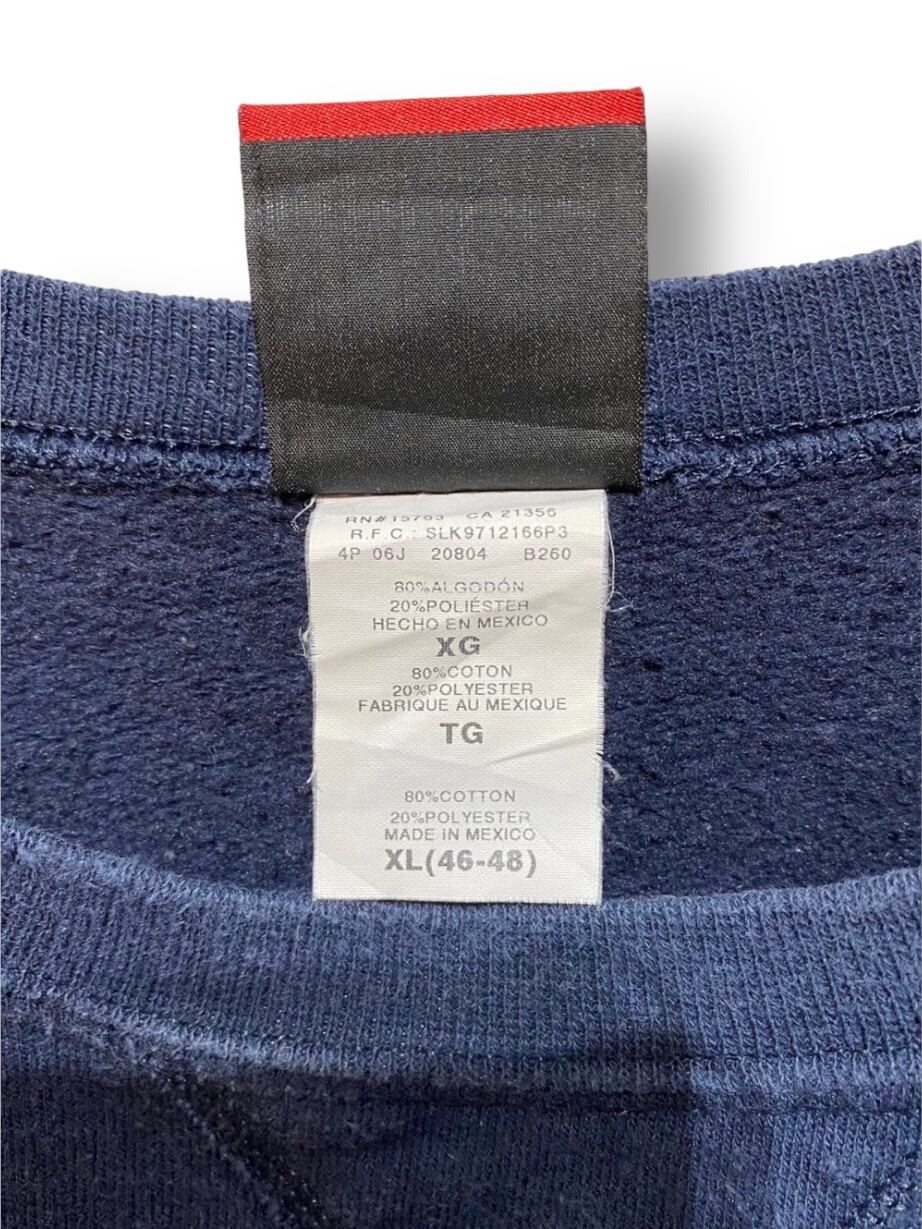 RN#15763 CA 21356
R.F.C.: SLK9712166P3
4P 06J 20804 B260
80%ALGODÓN
20%POLIÉSTER
HECHO EN MEXICO
XG
80%COTON
20%POLYESTER
FABRIQUE AU MEXIQUE
TG
80%COTTON
20%POLYESTER
MADE IN MEXICO
XL(46-48)